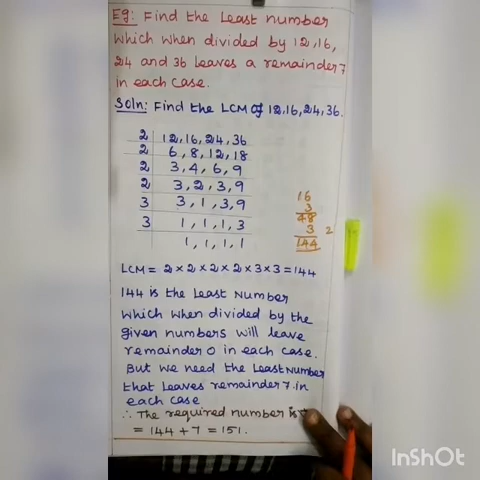 Eg: Find the Least number
which when divided by 12,16,
24 and 36 Leaves a remainder 7
in each case.
Soln: Find the LCM of 12,16,24,36.
2 12,16,24,36
2 6,8,12,18
2 3,4,6,9
2 3,2,3,9
3 3,1,3,9
3 1,1,1,3
1,1,1,1
16
3
48
3 2
144
LCM = 2×2×2×2×3×3=144
144 is the Least Number
which when divided by the
given numbers will leave
remainder 0 in each case.
But we need the Least Number
that leaves remainder 7 in
each case
∴ The required number is
= 144 + 7 = 151.
InShOt